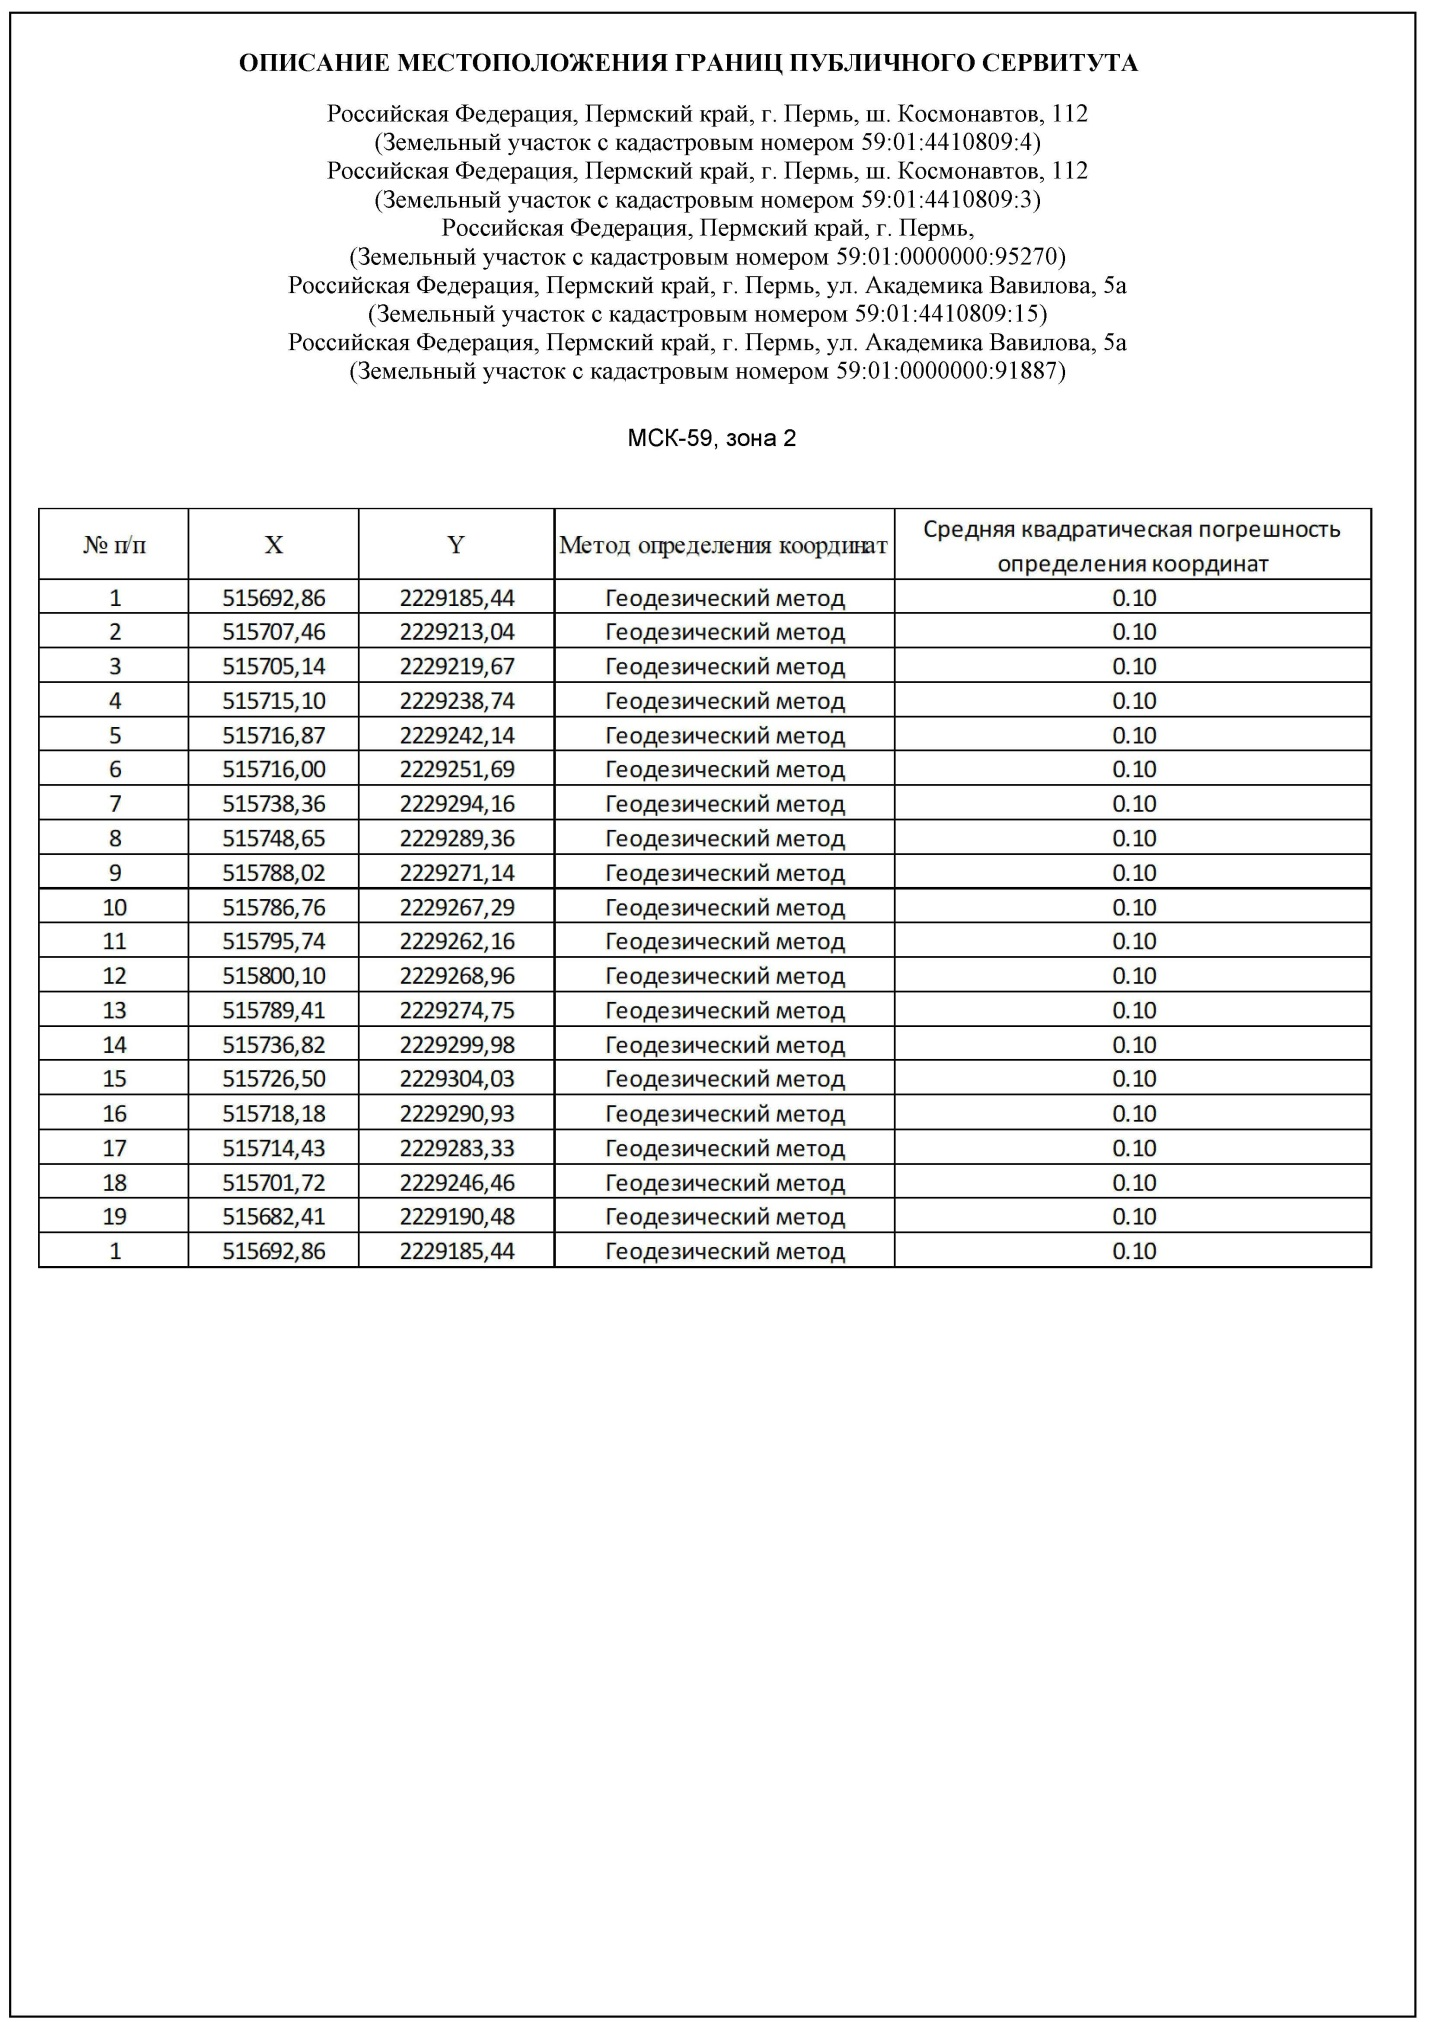 ОПИСАНИЕ МЕСТОПОЛОЖЕНИЯ ГРАНИЦ ПУБЛИЧНОГО СЕРВИТУТА
Российская Федерация, Пермский край, г. Пермь, ш. Космонавтов, 112
(Земельный участок с кадастровым номером 59:01:4410809:4)
Российская Федерация, Пермский край, г. Пермь, ш. Космонавтов, 112
(Земельный участок с кадастровым номером 59:01:4410809:3)
Российская Федерация, Пермский край, г. Пермь,
(Земельный участок с кадастровым номером 59:01:0000000:95270)
Российская Федерация, Пермский край, г. Пермь, ул. Академика Вавилова, 5а
(Земельный участок с кадастровым номером 59:01:4410809:15)
Российская Федерация, Пермский край, г. Пермь, ул. Академика Вавилова, 5а
(Земельный участок с кадастровым номером 59:01:0000000:91887)
МСК-59, зона 2
№ п/п X Y Метод определения координат Средняя квадратическая погрешность
определения координат
1 515692,86 2229185,44 Геодезический метод 0.10
2 515707,46 2229213,04 Геодезический метод 0.10
3 515705,14 2229219,67 Геодезический метод 0.10
4 515715,10 2229238,74 Геодезический метод 0.10
5 515716,87 2229242,14 Геодезический метод 0.10
6 515716,00 2229251,69 Геодезический метод 0.10
7 515738,36 2229294,16 Геодезический метод 0.10
8 515748,65 2229289,36 Геодезический метод 0.10
9 515788,02 2229271,14 Геодезический метод 0.10
10 515786,76 2229267,29 Геодезический метод 0.10
11 515795,74 2229262,16 Геодезический метод 0.10
12 515800,10 2229268,96 Геодезический метод 0.10
13 515789,41 2229274,75 Геодезический метод 0.10
14 515736,82 2229299,98 Геодезический метод 0.10
15 515726,50 2229304,03 Геодезический метод 0.10
16 515718,18 2229290,93 Геодезический метод 0.10
17 515714,43 2229283,33 Геодезический метод 0.10
18 515701,72 2229246,46 Геодезический метод 0.10
19 515682,41 2229190,48 Геодезический метод 0.10
1 515692,86 2229185,44 Геодезический метод 0.10